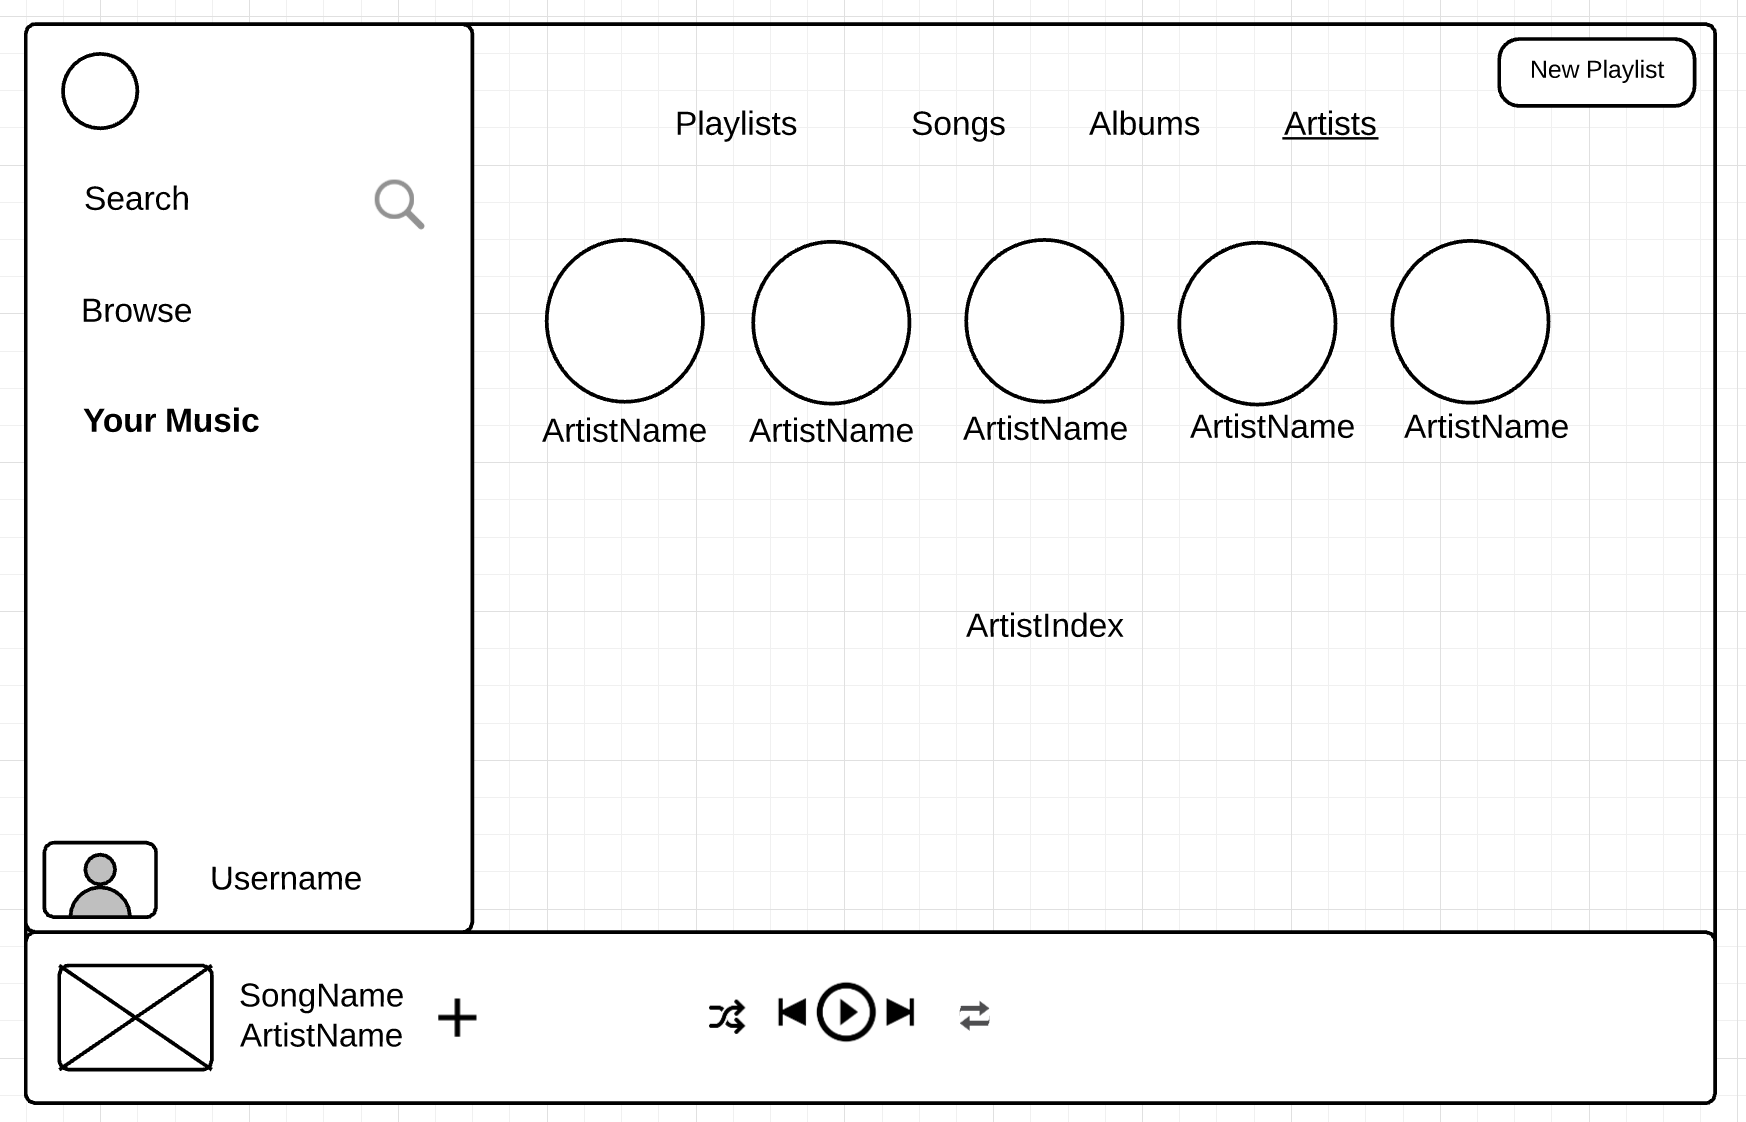 New Playlist
Playlists Songs Albums Artists
Search
Browse
Your Music
ArtistName ArtistName ArtistName ArtistName ArtistName
ArtistIndex
Username
SongName
ArtistName